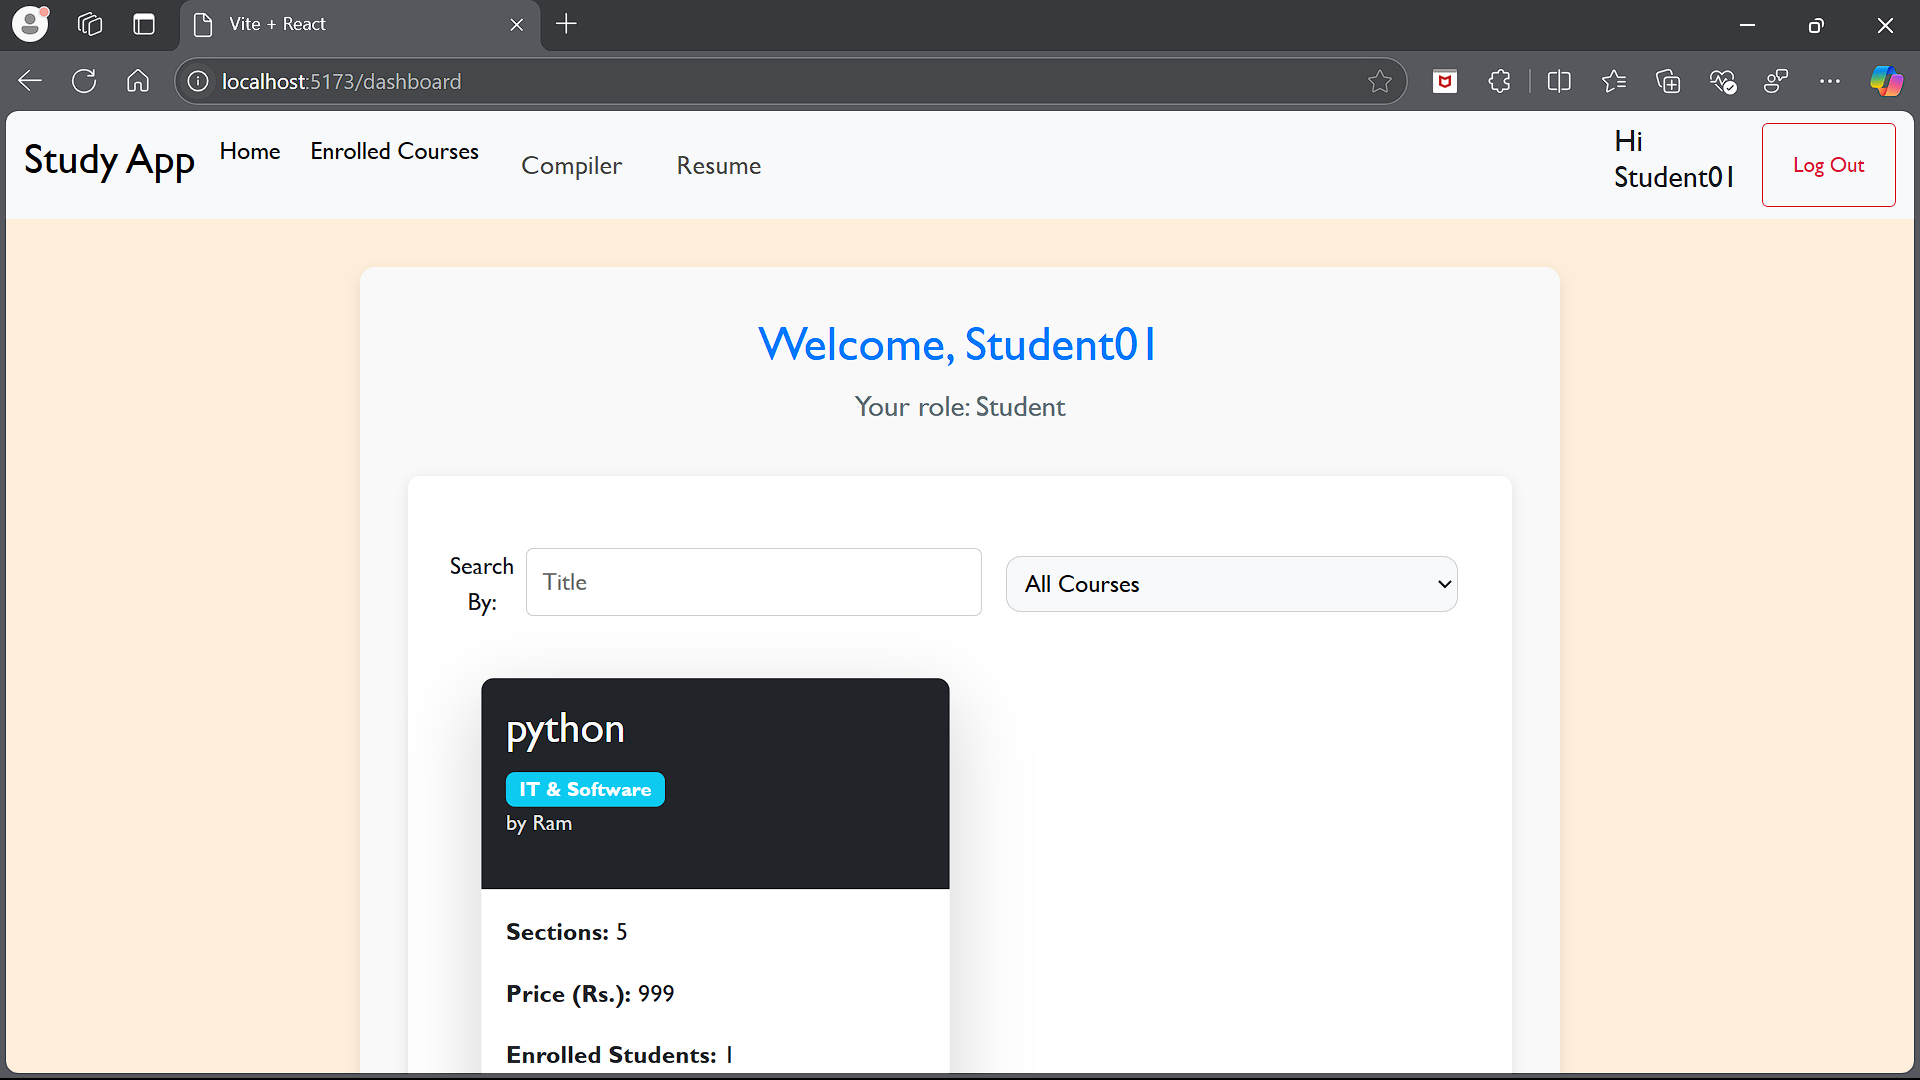 Vite + React
localhost:5173/dashboard
Study App
Home
Enrolled Courses
Compiler
Resume
Hi
Student01
Log Out
Welcome, Student01
Your role: Student
Search
By:
Title
All Courses
python
IT & Software
by Ram
Sections: 5
Price (Rs.): 999
Enrolled Students: 1